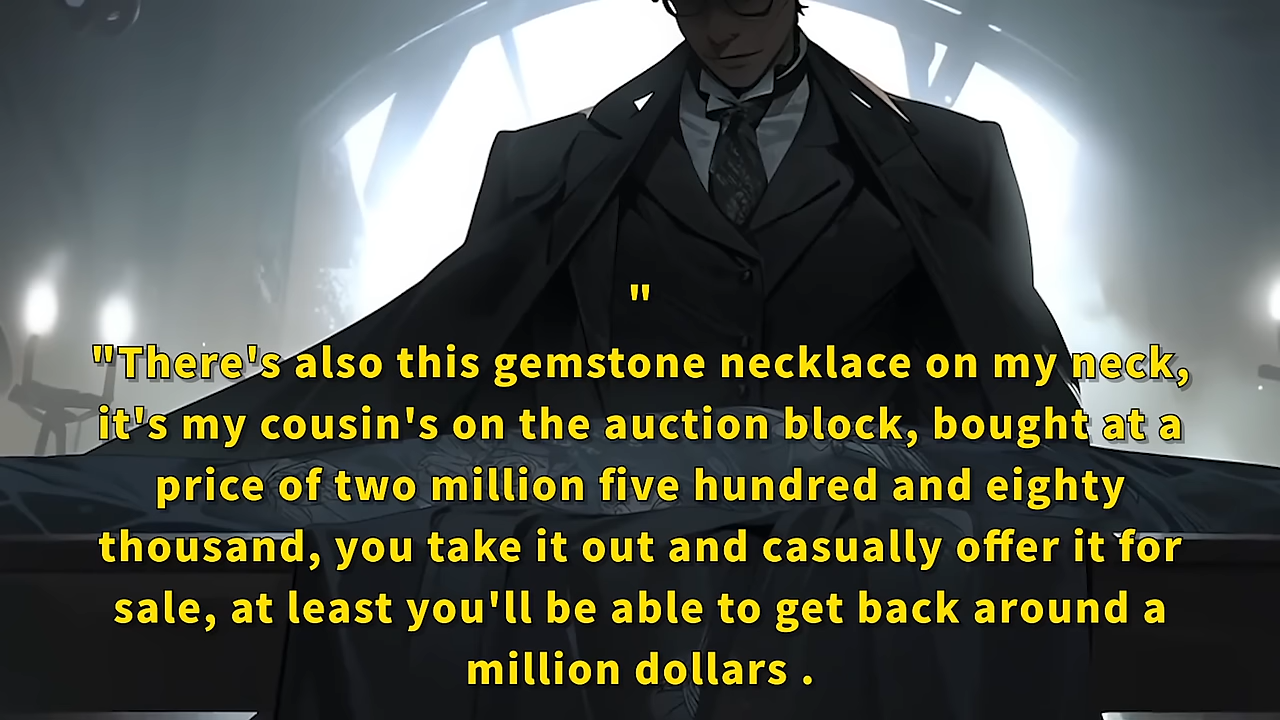 "
"There's also this gemstone necklace on my neck,
it's my cousin's on the auction block, bought at a
price of two million five hundred and eighty
thousand, you take it out and casually offer it for
sale, at least you'll be able to get back around a
million dollars .